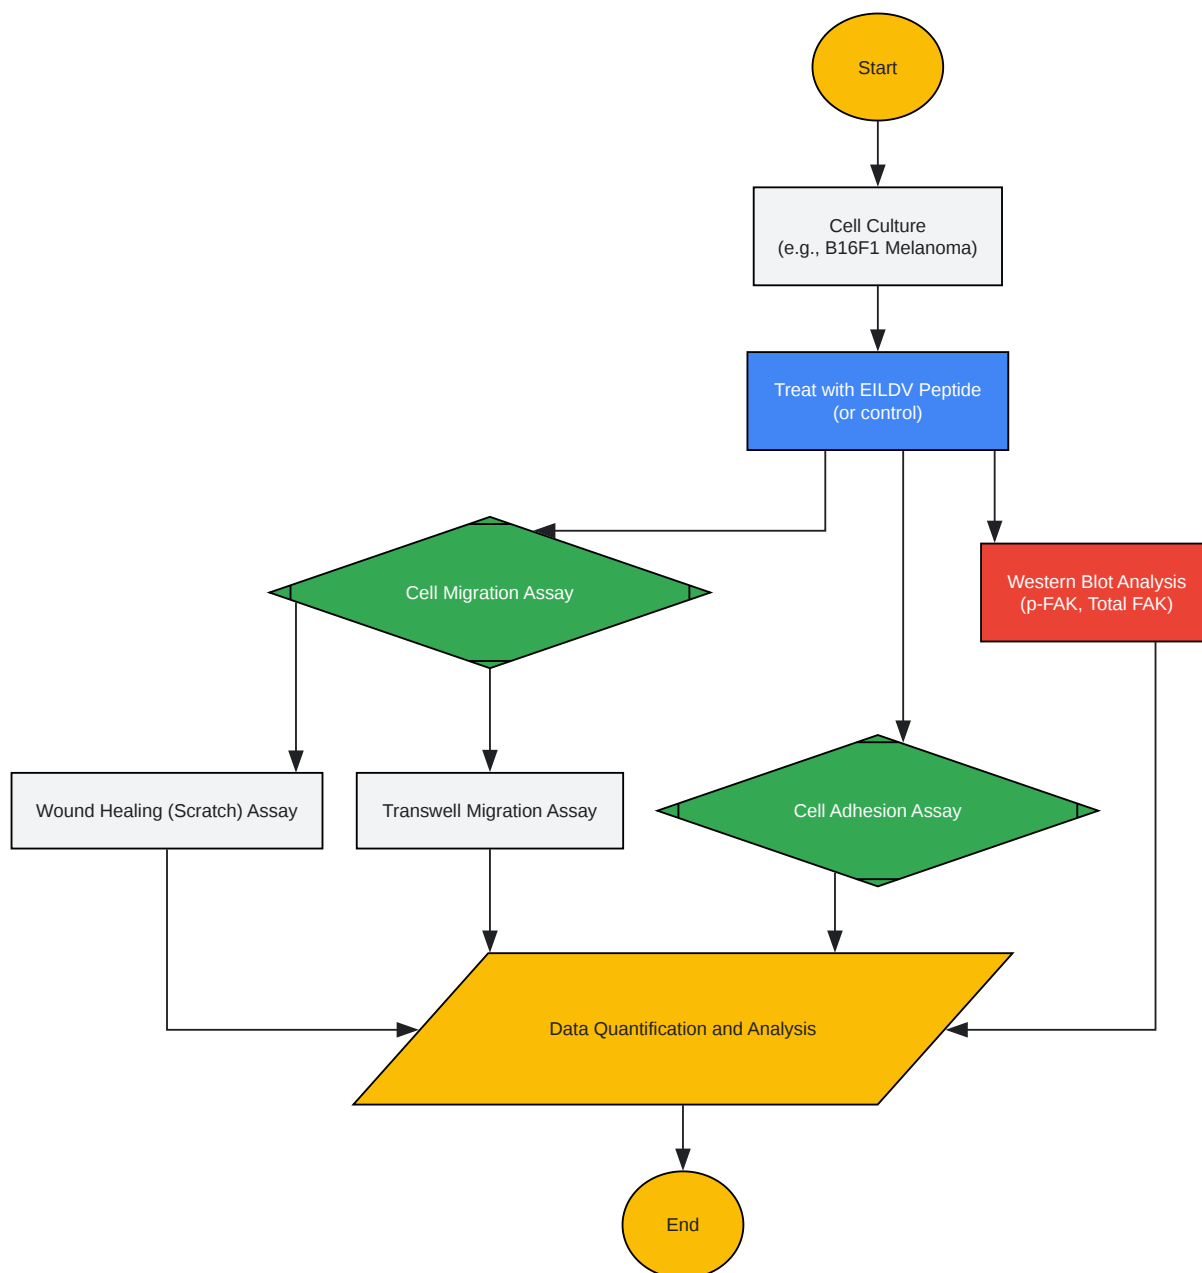 Start
Cell Culture
(e.g., B16F1 Melanoma)
Treat with EILDV Peptide
(or control)
Cell Migration Assay
Western Blot Analysis
(p-FAK, Total FAK)
Wound Healing (Scratch) Assay
Transwell Migration Assay
Cell Adhesion Assay
Data Quantification and Analysis
End